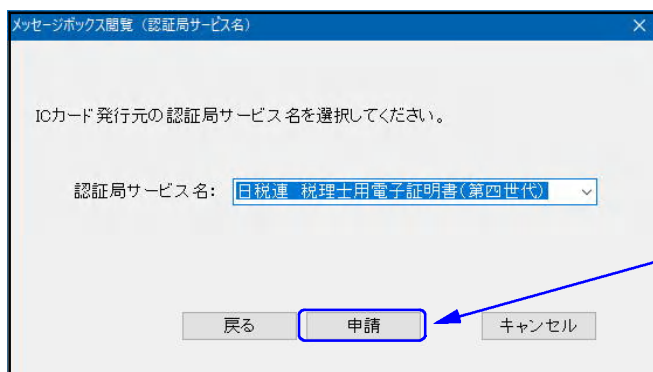 メッセージボックス閲覧（認証局サービス名）
ICカード発行元の認証局サービス名を選択してください。
認証局サービス名： 日税連 税理士用電子証明書(第四世代)
戻る 申請 キャンセル